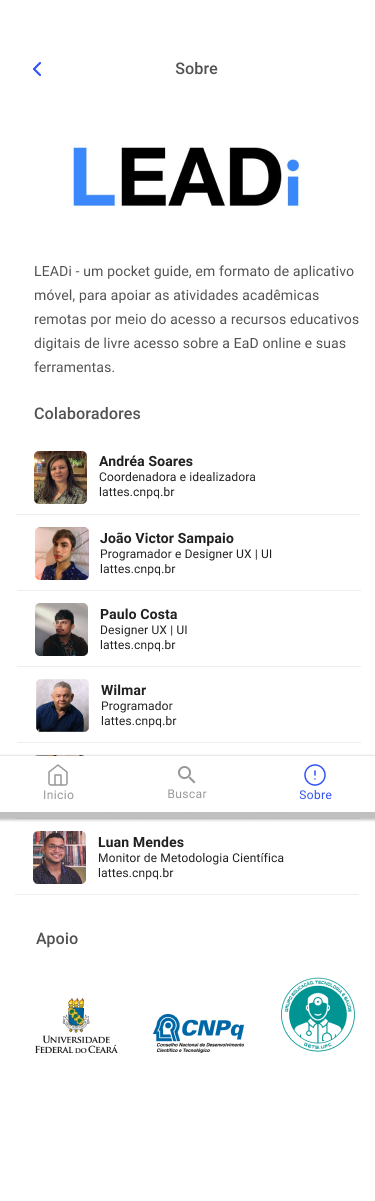 Sobre
LEADi
LEADi - um pocket guide, em formato de aplicativo
móvel, para apoiar as atividades acadêmicas
remotas por meio do acesso a recursos educativos
digitais de livre acesso sobre a EaD online e suas
ferramentas.
Colaboradores
Andréa Soares
Coordenadora e idealizadora
lattes.cnpq.br
João Victor Sampaio
Programador e Designer UX | UI
lattes.cnpq.br
Paulo Costa
Designer UX | UI
lattes.cnpq.br
Wilmar
Programador
lattes.cnpq.br
Inicio
Buscar
Sobre
Luan Mendes
Monitor de Metodologia Científica
lattes.cnpq.br
Apoio
UNIVERSIDADE
FEDERAL DO CEARÁ
CNPq
Conselho Nacional de Desenvolvimento
Científico e Tecnológico
GRUPO EDUCAÇÃO, TECNOLOGIA E SAÚDE
GETS UFC